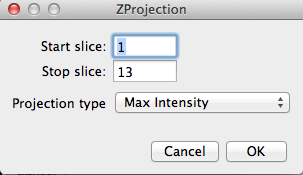 ZProjection
Start slice: 1
Stop slice: 13
Projection type Max Intensity
Cancel OK